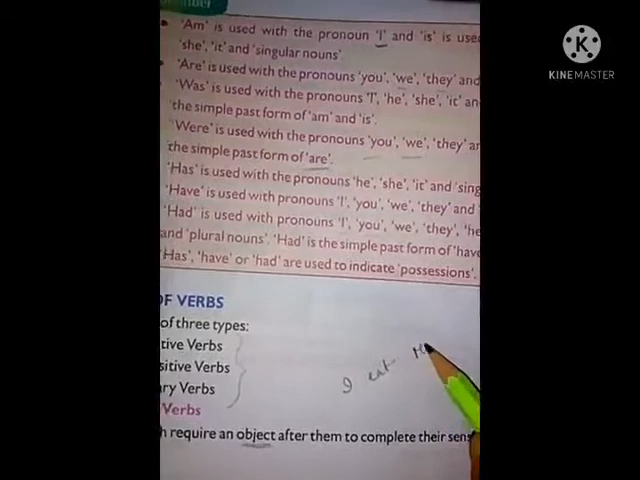 'Am' is used with the pronoun 'I' and 'is' is used
'she', 'it' and 'singular nouns'.
'Are' is used with the pronouns 'you', 'we', 'they' and
'Was' is used with the pronouns 'I', 'he', 'she', 'it' an
the simple past form of 'am' and 'is'.
'Were' is used with the pronouns 'you', 'we', 'they' a
the simple past form of 'are'.
'Has' is used with the pronouns 'he', 'she', 'it' and 'sing
'Have' is used with pronouns 'I', 'you', 'we', 'they' and
'Had' is used with pronouns 'I', 'you', 'we', 'they', 'he
and 'plural nouns'. 'Had' is the simple past form of 'have
'Has', 'have' or 'had' are used to indicate 'possessions'.
OF VERBS
of three types:
tive Verbs
sitive Verbs
ary Verbs
Verbs
h require an object after them to complete their sens
I eat
KINEMASTER